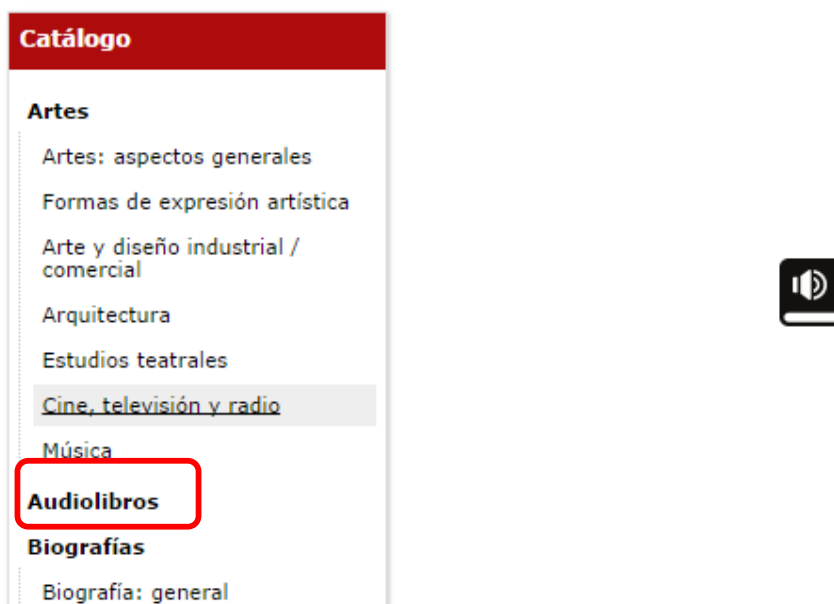 Catálogo
Artes
Artes: aspectos generales
Formas de expresión artística
Arte y diseño industrial /
comercial
Arquitectura
Estudios teatrales
Cine, televisión y radio
Música
Audiolibros
Biografías
Biografía: general